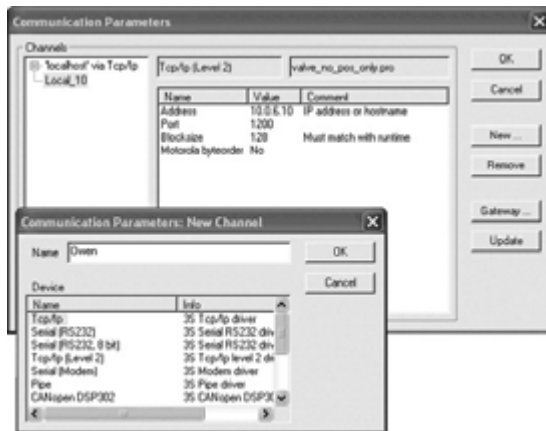 Communication Parameters
Channels
'localhost' via Tcp/Ip
Local_10
Tcp/Ip (Level 2)
valve_no_pos_only.pro
Name Value Comment
Address 10.0.6.10 IP address or hostname
Port 1200
Blocksize 128 Must match with runtime
Motorola byteorder No
OK
Cancel
New ...
Remove
Gateway ...
Update
Communication Parameters: New Channel
Name Owen
OK
Cancel
Device
Name Info
Tcp/Ip 3S Tcp/Ip driver
Serial (RS232) 3S Serial RS232 driv
Serial (RS232, 8 bit) 3S Serial RS232 driv
Tcp/Ip (Level 2) 3S Tcp/Ip level 2 dr
Serial (Modem) 3S Modem driver
Pipe 3S Pipe driver
CANopen DSP302 3S CANopen DSP3